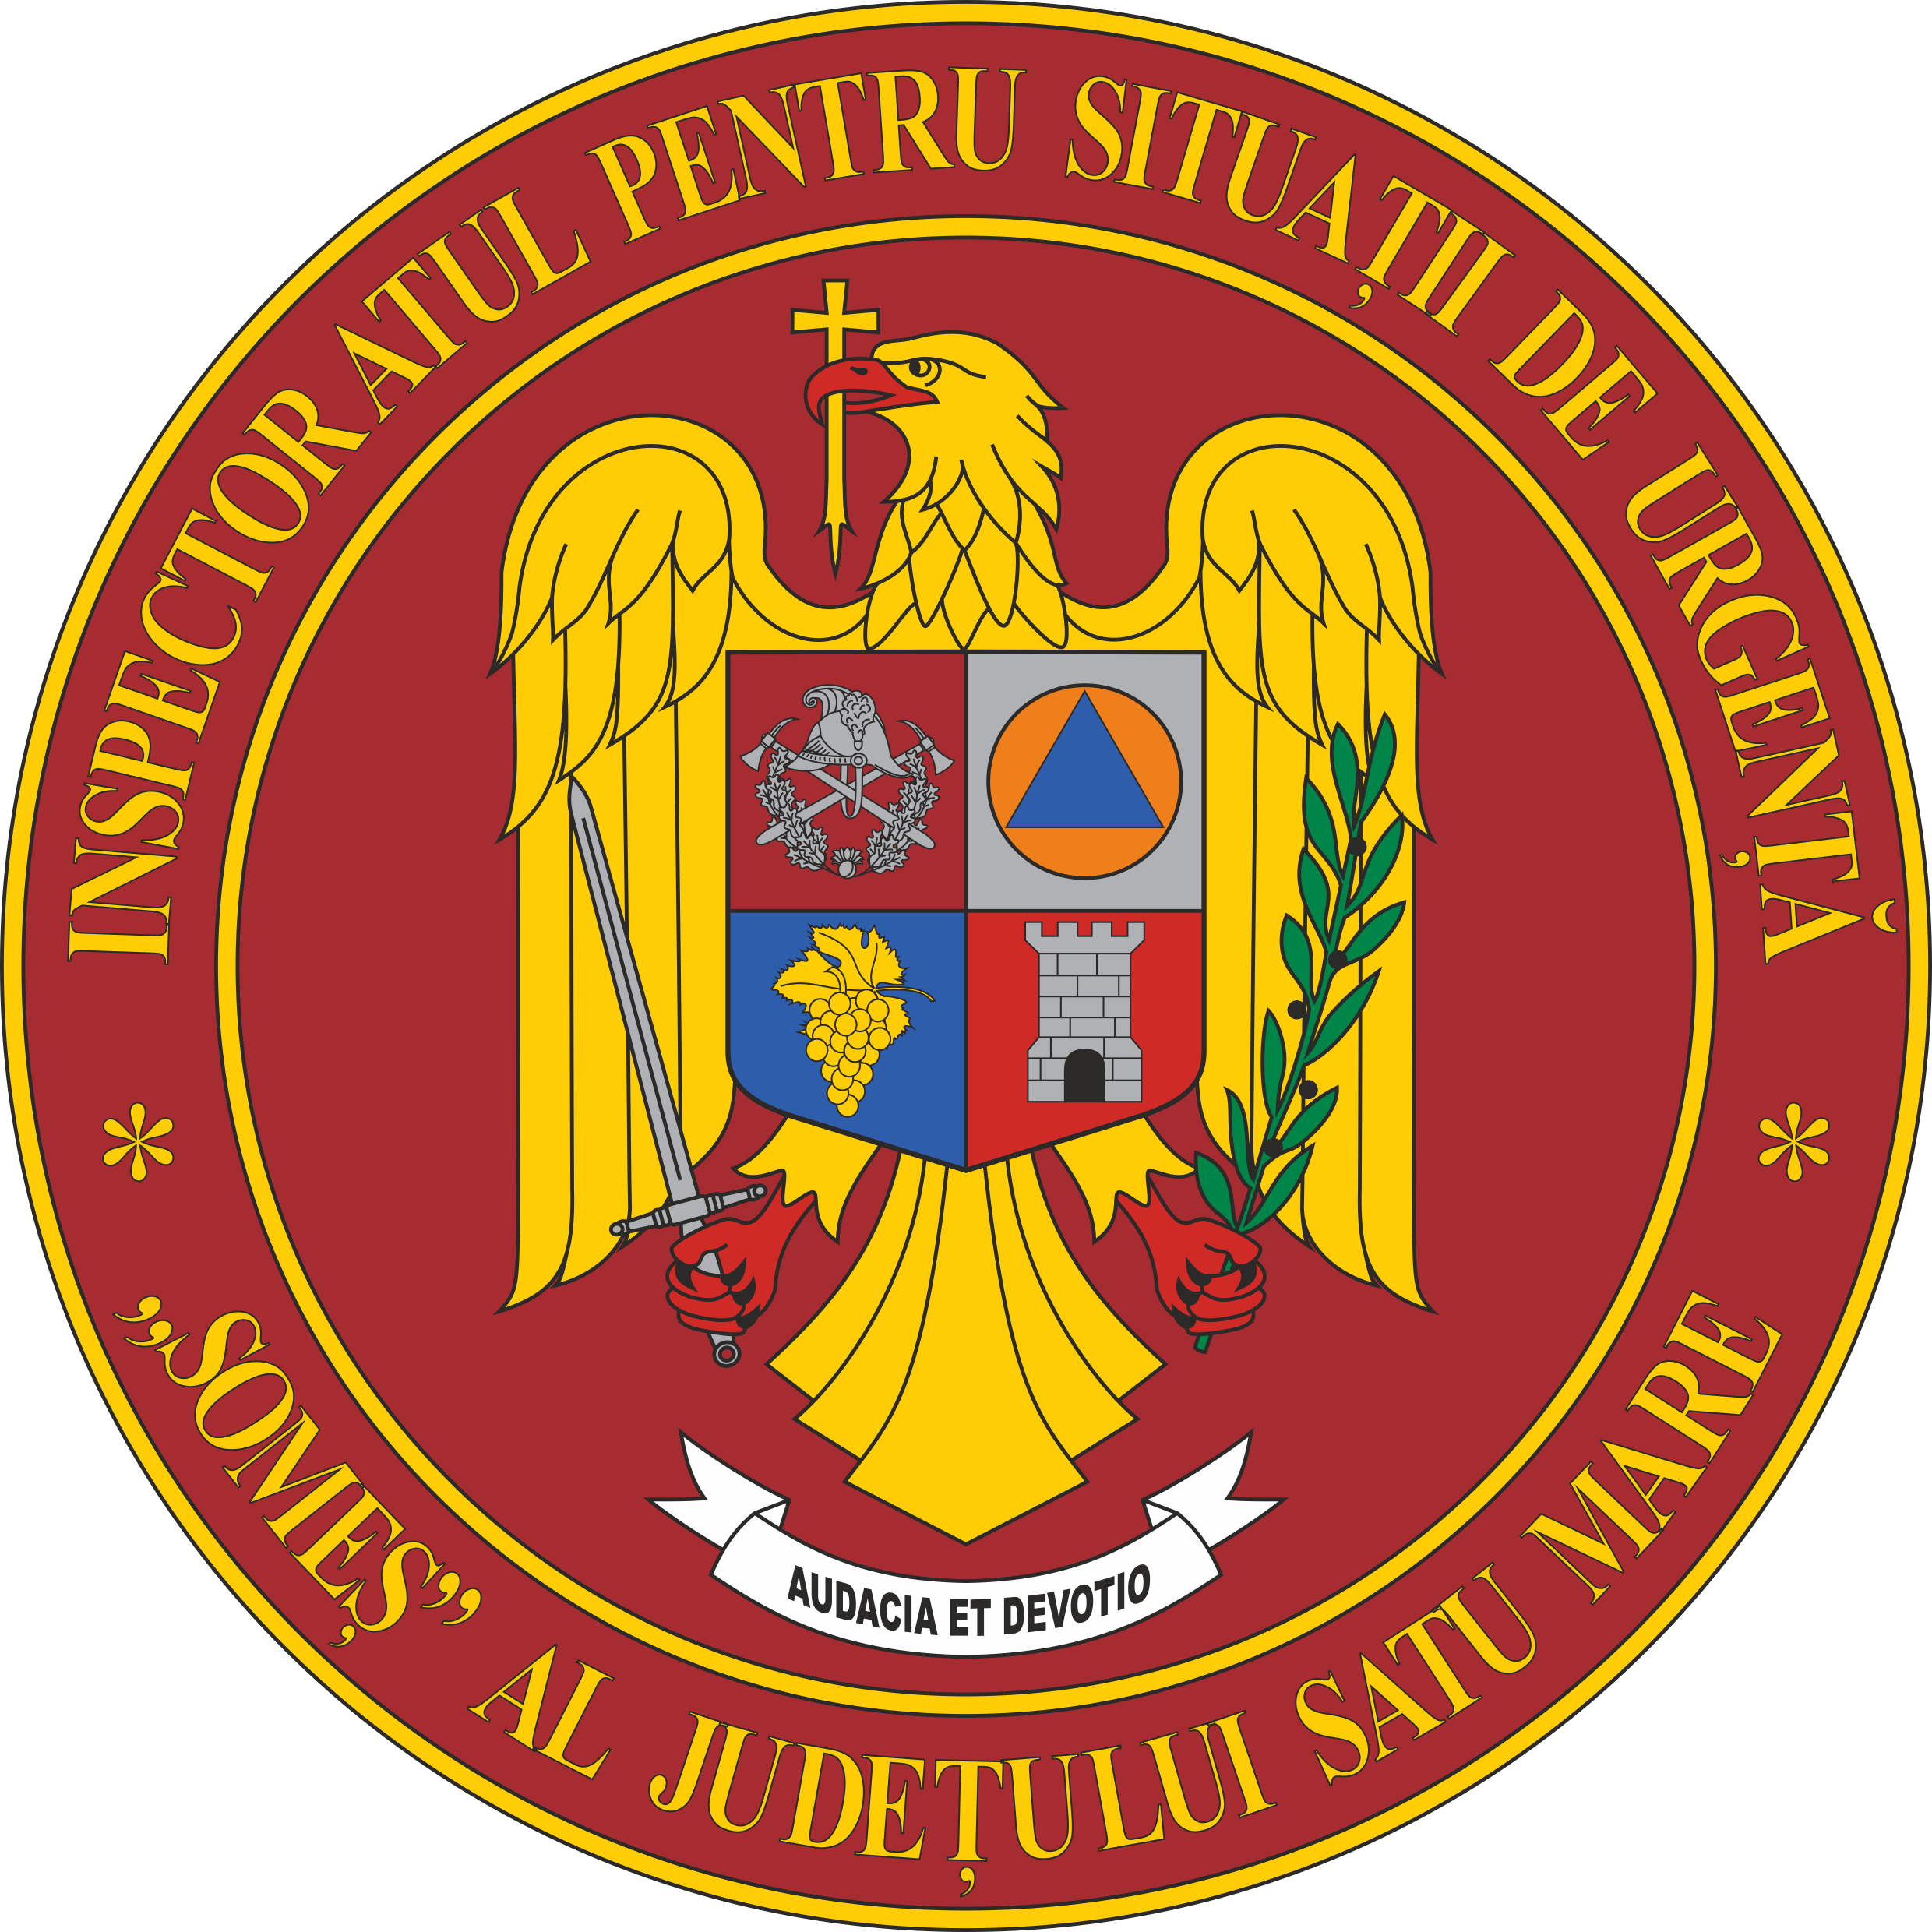 INSPECTORATUL PENTRU SITUAȚII DE URGENȚĂ
„SOMEȘ” AL JUDEȚULUI SATU MARE
AUDACIA ET DEVOTIO